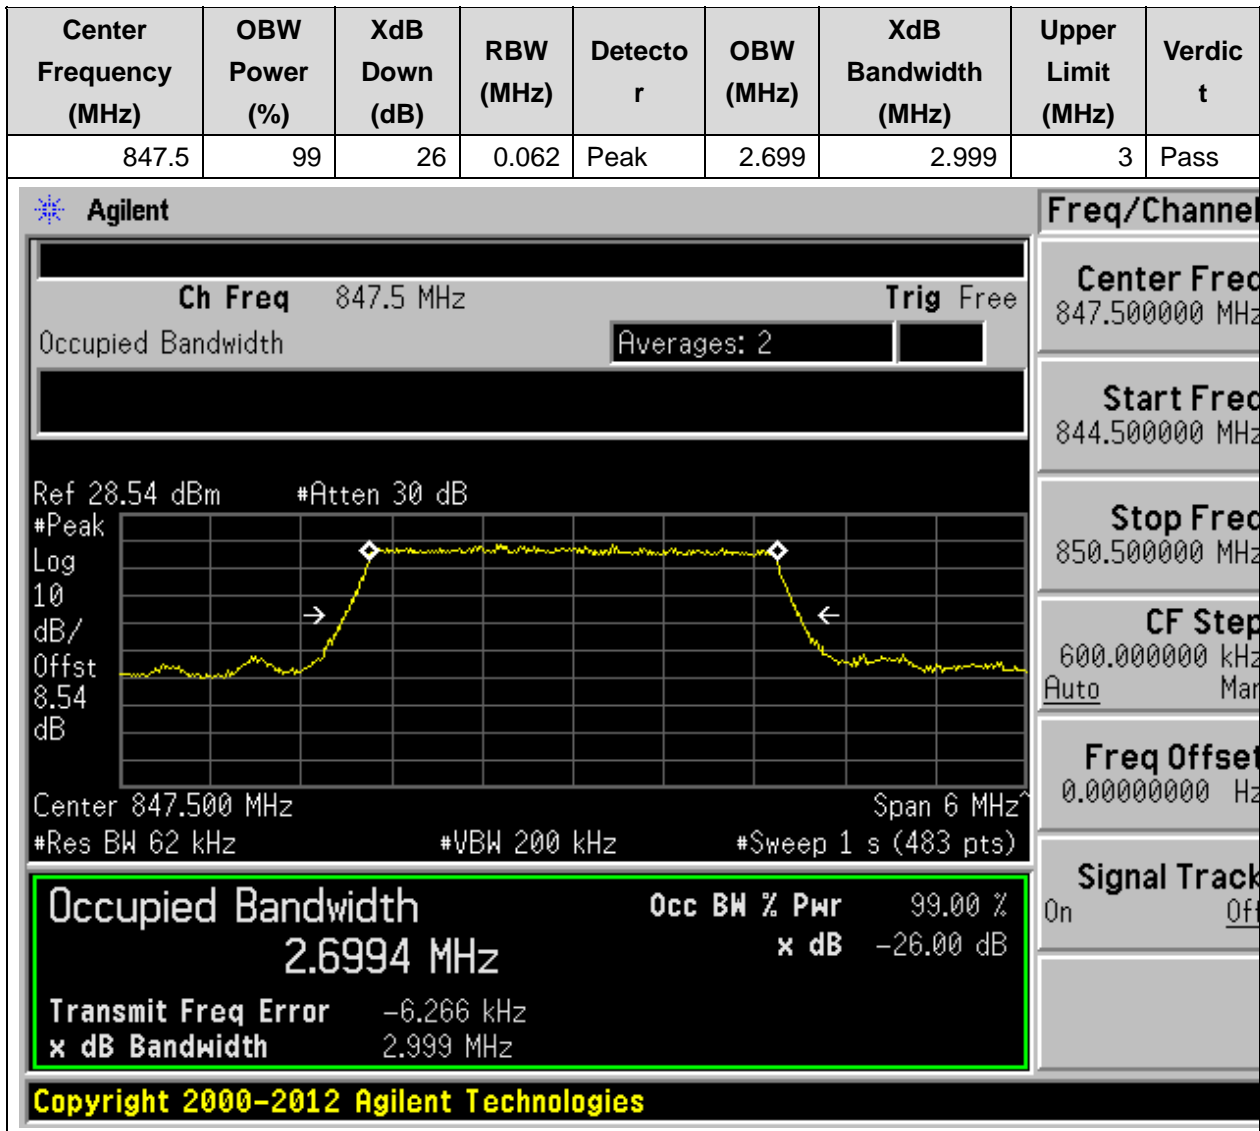 Center Frequency (MHz) OBW Power (%) XdB Down (dB) RBW (MHz) Detector OBW (MHz) XdB Bandwidth (MHz) Upper Limit (MHz) Verdict
847.5 99 26 0.062 Peak 2.699 2.999 3 Pass
Agilent
Freq/Channel
Ch Freq 847.5 MHz Trig Free
Occupied Bandwidth Averages: 2
Center Freq
847.500000 MHz
Start Freq
844.500000 MHz
Stop Freq
850.500000 MHz
CF Step
600.000000 kHz
Auto Man
Freq Offset
0.00000000 Hz
Signal Track
On Off
Ref 28.54 dBm #Atten 30 dB
#Peak
Log
10
dB/
Offst
8.54
dB
Center 847.500 MHz Span 6 MHz^
#Res BW 62 kHz #VBW 200 kHz #Sweep 1 s (483 pts)
Occupied Bandwidth Occ BW % Pwr 99.00 %
2.6994 MHz x dB -26.00 dB
Transmit Freq Error -6.266 kHz
x dB Bandwidth 2.999 MHz
Copyright 2000-2012 Agilent Technologies